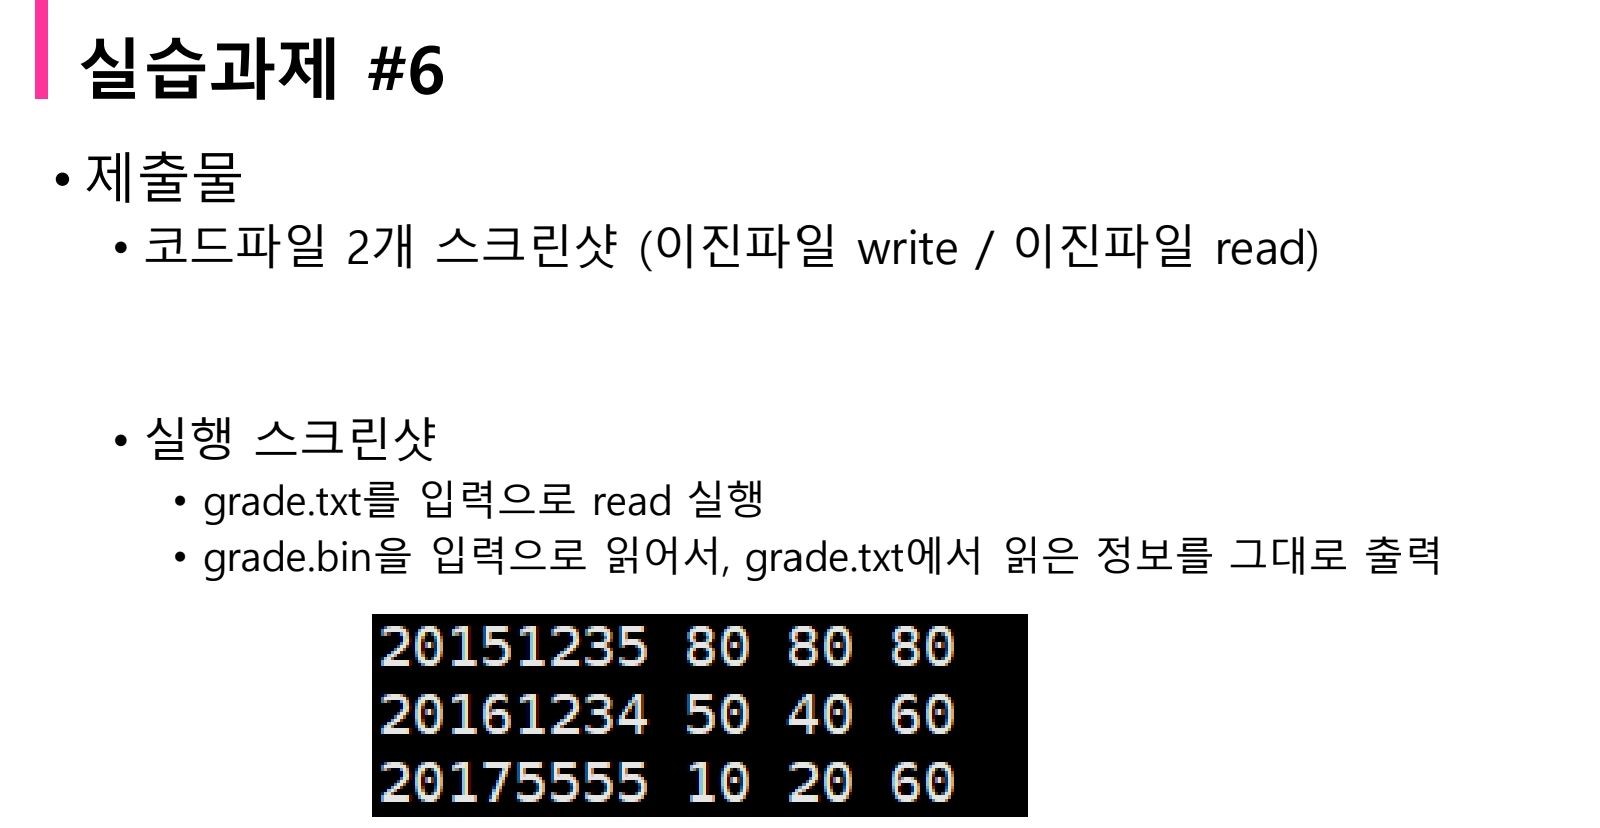 실습과제 #6
• 제출물
• 코드파일 2개 스크린샷 (이진파일 write / 이진파일 read)
• 실행 스크린샷
• grade.txt를 입력으로 read 실행
• grade.bin을 입력으로 읽어서, grade.txt에서 읽은 정보를 그대로 출력
20151235 80 80 80
20161234 50 40 60
20175555 10 20 60